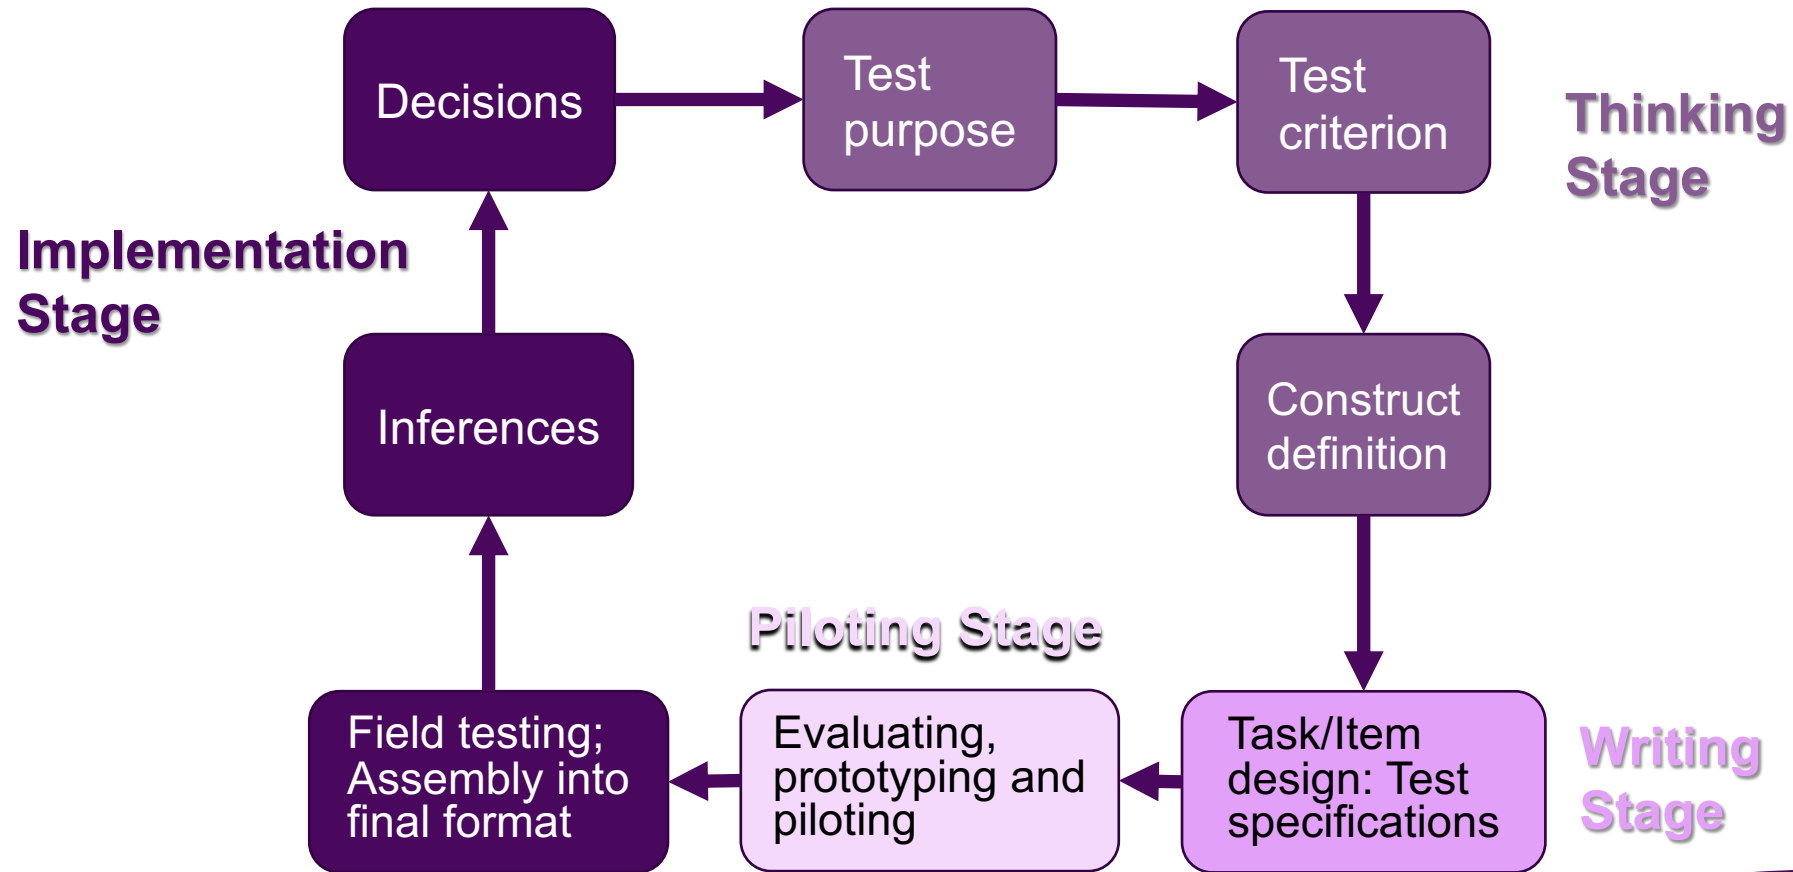 Decisions
Test
purpose
Test
criterion
Thinking
Stage
Implementation
Stage
Inferences
Construct
definition
Piloting Stage
Field testing;
Assembly into
final format
Evaluating,
prototyping and
piloting
Task/Item
design: Test
specifications
Writing
Stage